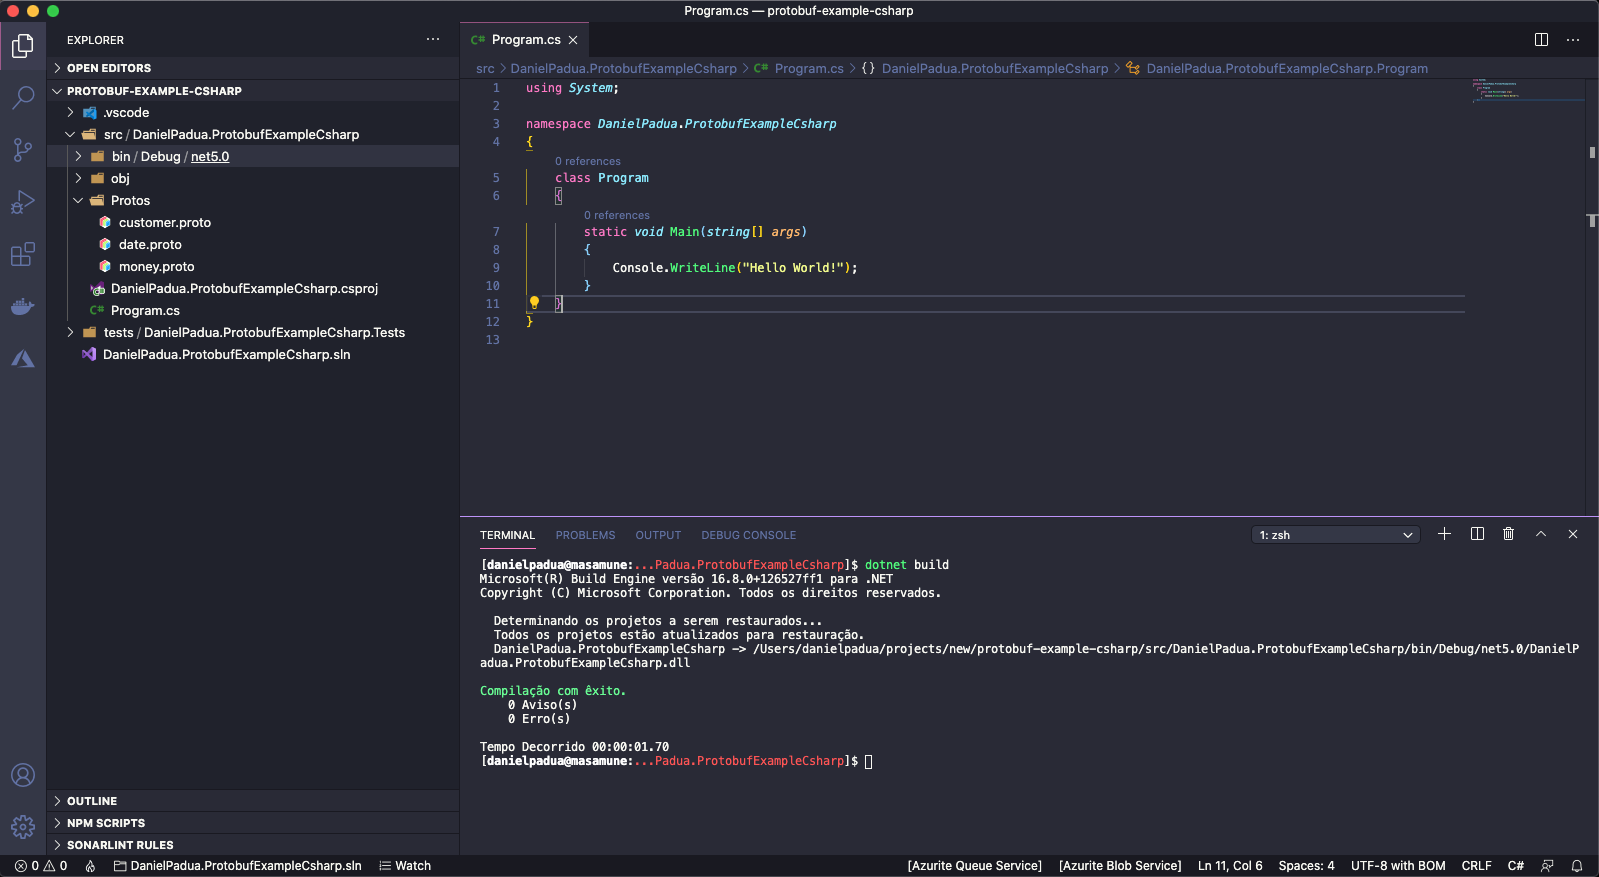 Program.cs — protobuf-example-csharp
EXPLORER
OPEN EDITORS
PROTOBUF-EXAMPLE-CSHARP
.vscode
src / DanielPadua.ProtobufExampleCsharp
bin / Debug / net5.0
obj
Protos
customer.proto
date.proto
money.proto
DanielPadua.ProtobufExampleCsharp.csproj
C# Program.cs
tests / DanielPadua.ProtobufExampleCsharp.Tests
DanielPadua.ProtobufExampleCsharp.sln
OUTLINE
NPM SCRIPTS
SONARLINT RULES
C# Program.cs
src > DanielPadua.ProtobufExampleCsharp > C# Program.cs > {} DanielPadua.ProtobufExampleCsharp > DanielPadua.ProtobufExampleCsharp.Program
1 using System;
2
3 namespace DanielPadua.ProtobufExampleCsharp
4 {
0 references
5 class Program
6 {
0 references
7 static void Main(string[] args)
8 {
9 Console.WriteLine("Hello World!");
10 }
11 }
12 }
13
TERMINAL PROBLEMS OUTPUT DEBUG CONSOLE 1: zsh
[danielpadua@masamune:...Padua.ProtobufExampleCsharp]$ dotnet build
Microsoft(R) Build Engine versão 16.8.0+126527ff1 para .NET
Copyright (C) Microsoft Corporation. Todos os direitos reservados.
Determinando os projetos a serem restaurados...
Todos os projetos estão atualizados para restauração.
DanielPadua.ProtobufExampleCsharp -> /Users/danielpadua/projects/new/protobuf-example-csharp/src/DanielPadua.ProtobufExampleCsharp/bin/Debug/net5.0/DanielP
adua.ProtobufExampleCsharp.dll
Compilação com êxito.
0 Aviso(s)
0 Erro(s)
Tempo Decorrido 00:00:01.70
[danielpadua@masamune:...Padua.ProtobufExampleCsharp]$
0 0 DanielPadua.ProtobufExampleCsharp.sln Watch [Azurite Queue Service] [Azurite Blob Service] Ln 11, Col 6 Spaces: 4 UTF-8 with BOM CRLF C#